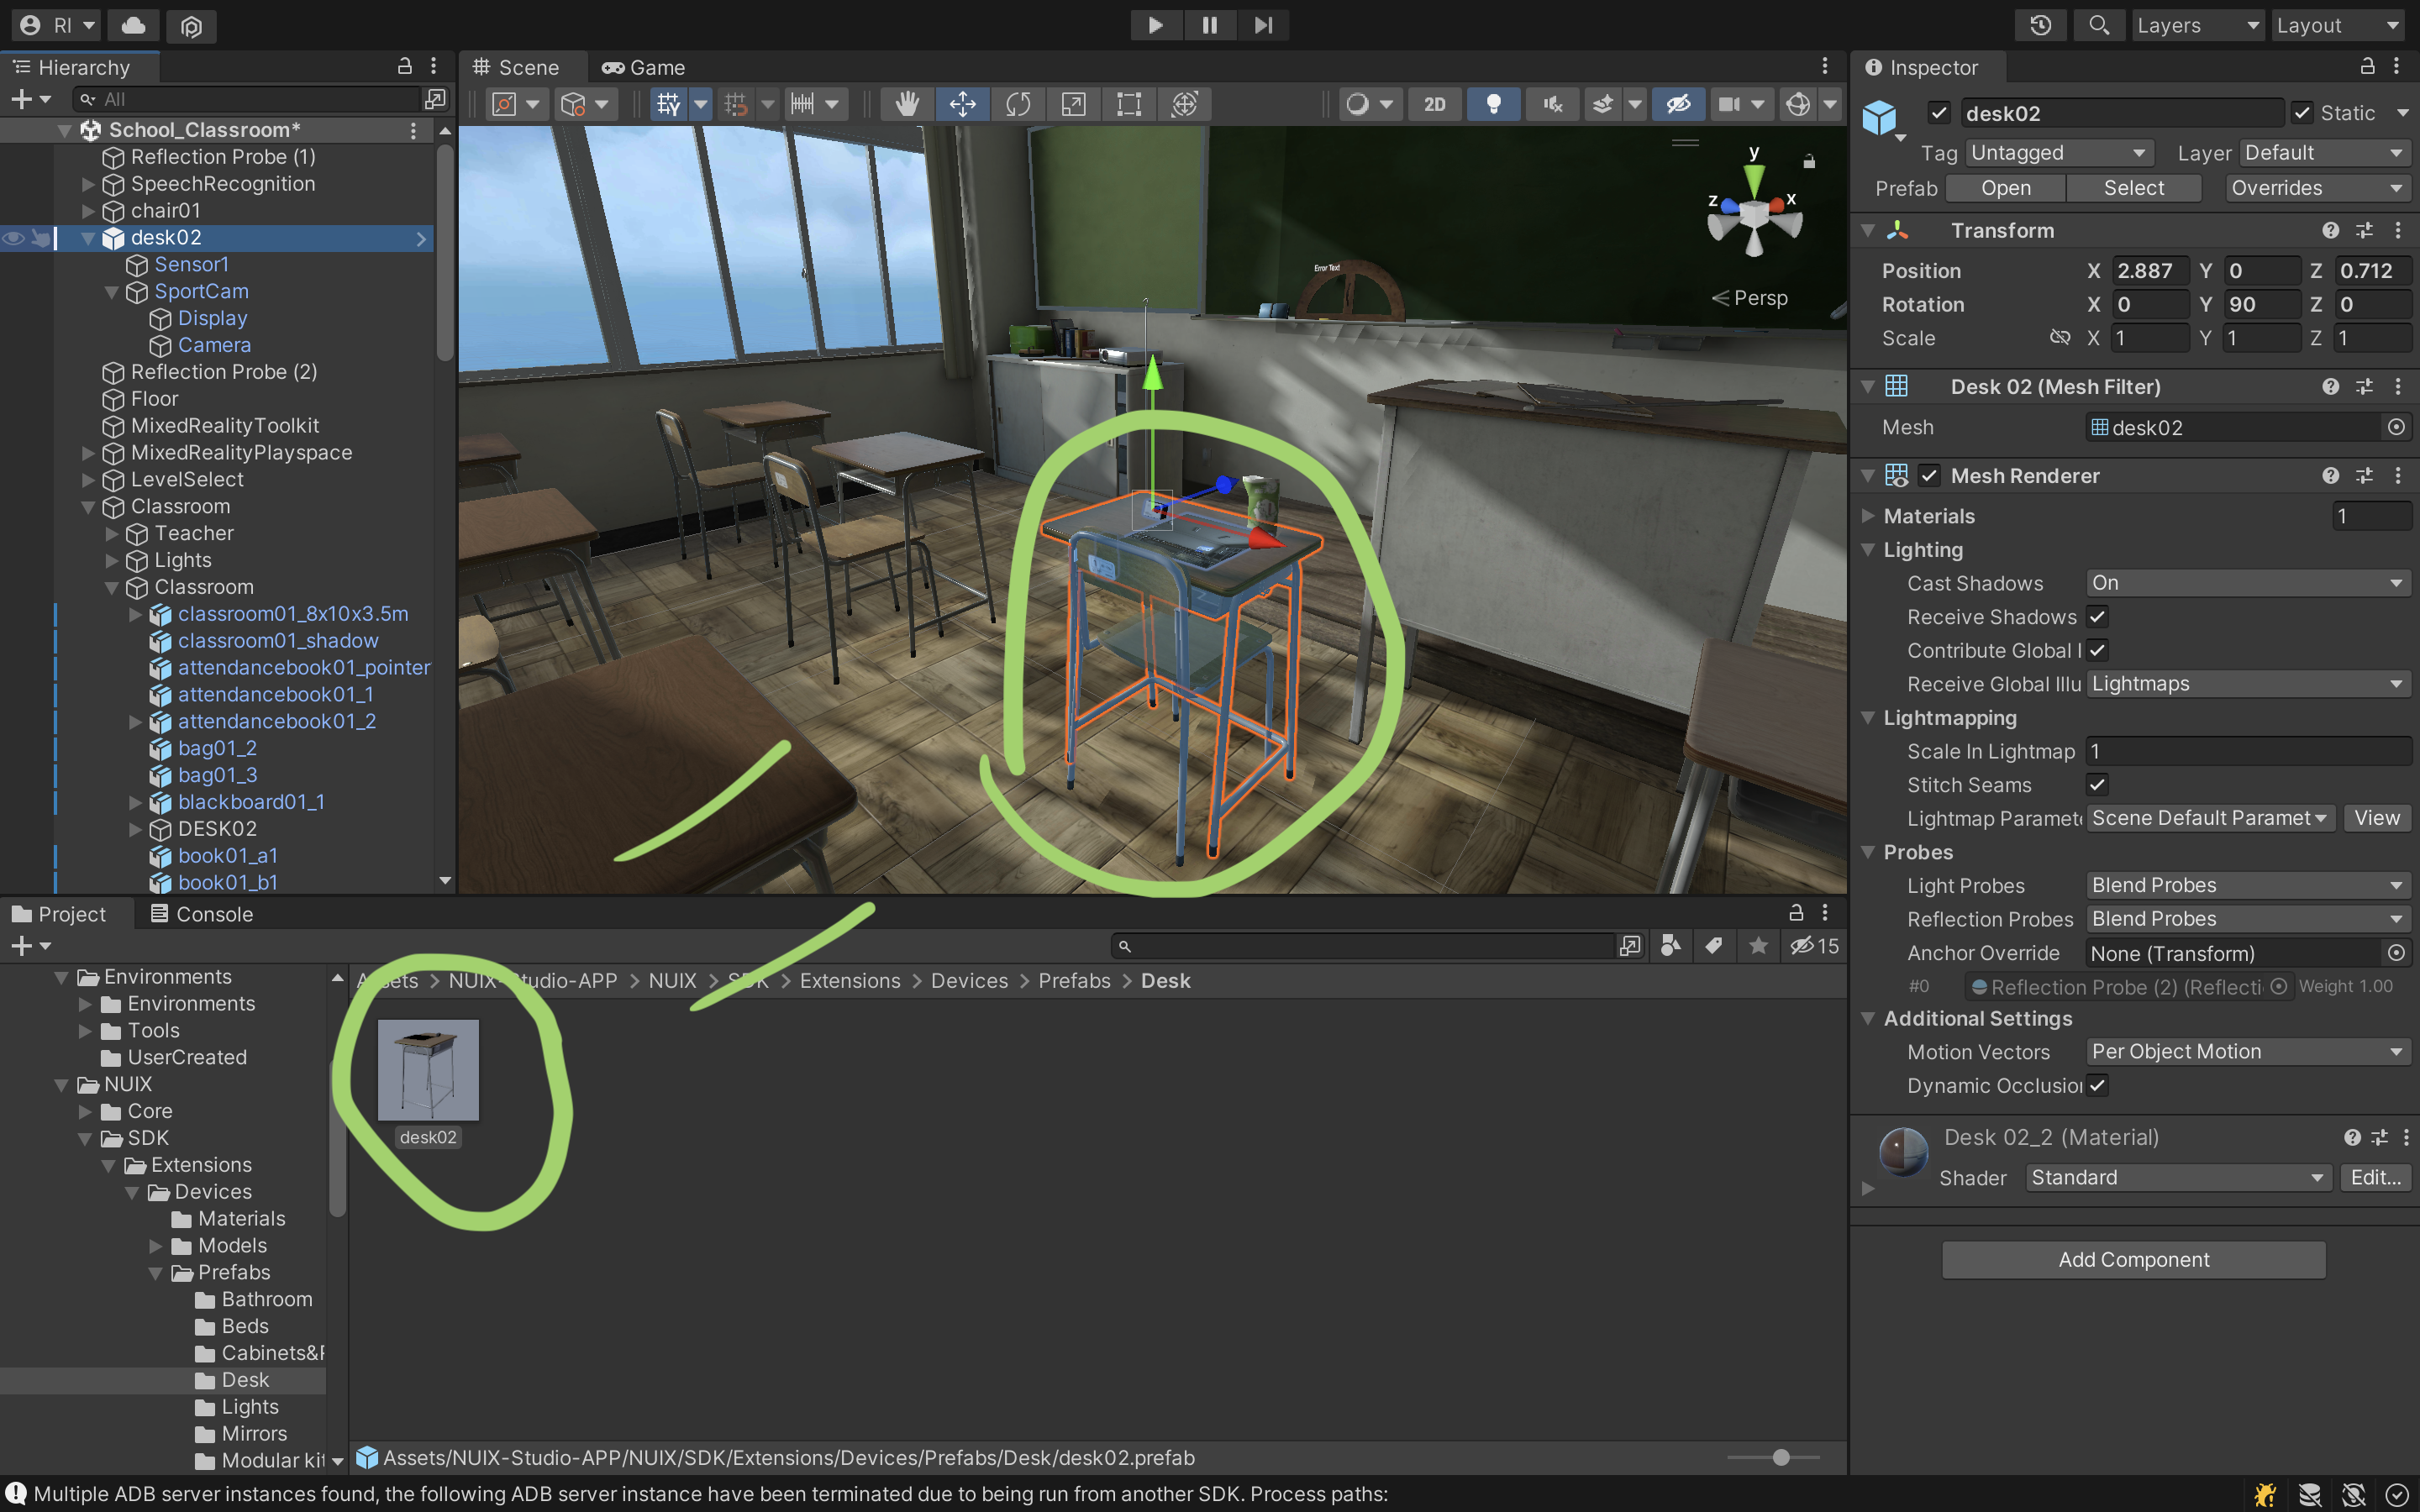 RI
Layers
Layout
Hierarchy
All
School_Classroom*
Reflection Probe (1)
SpeechRecognition
chair01
desk02
Sensor1
SportCam
Display
Camera
Reflection Probe (2)
Floor
MixedRealityToolkit
MixedRealityPlayspace
LevelSelect
Classroom
Teacher
Lights
Classroom
classroom01_8x10x3.5m
classroom01_shadow
attendancebook01_pointer
attendancebook01_1
attendancebook01_2
bag01_2
bag01_3
blackboard01_1
DESK02
book01_a1
book01_b1
Scene
Game
2D
y
z
x
Persp
Error Text
Inspector
desk02
Static
Tag Untagged Layer Default
Prefab Open Select Overrides
Transform
Position X 2.887 Y 0 Z 0.712
Rotation X 0 Y 90 Z 0
Scale X 1 Y 1 Z 1
Desk 02 (Mesh Filter)
Mesh desk02
Mesh Renderer
Materials 1
Lighting
Cast Shadows On
Receive Shadows
Contribute Global I
Receive Global Illu Lightmaps
Lightmapping
Scale In Lightmap 1
Stitch Seams
Lightmap Paramet Scene Default Paramet View
Probes
Light Probes Blend Probes
Reflection Probes Blend Probes
Anchor Override None (Transform)
#0 Reflection Probe (2) (Reflecti Weight 1.00
Additional Settings
Motion Vectors Per Object Motion
Dynamic Occlusion
Desk 02_2 (Material)
Shader Standard Edit...
Add Component
Project
Console
15
Environments
Environments
Tools
UserCreated
NUIX
Core
SDK
Extensions
Devices
Materials
Models
Prefabs
Bathroom
Beds
Cabinets&F
Desk
Lights
Mirrors
Modular kit
Assets > NUIX-Studio-APP > NUIX > SDK > Extensions > Devices > Prefabs > Desk
desk02
Assets/NUIX-Studio-APP/NUIX/SDK/Extensions/Devices/Prefabs/Desk/desk02.prefab
Multiple ADB server instances found, the following ADB server instance have been terminated due to being run from another SDK. Process paths: